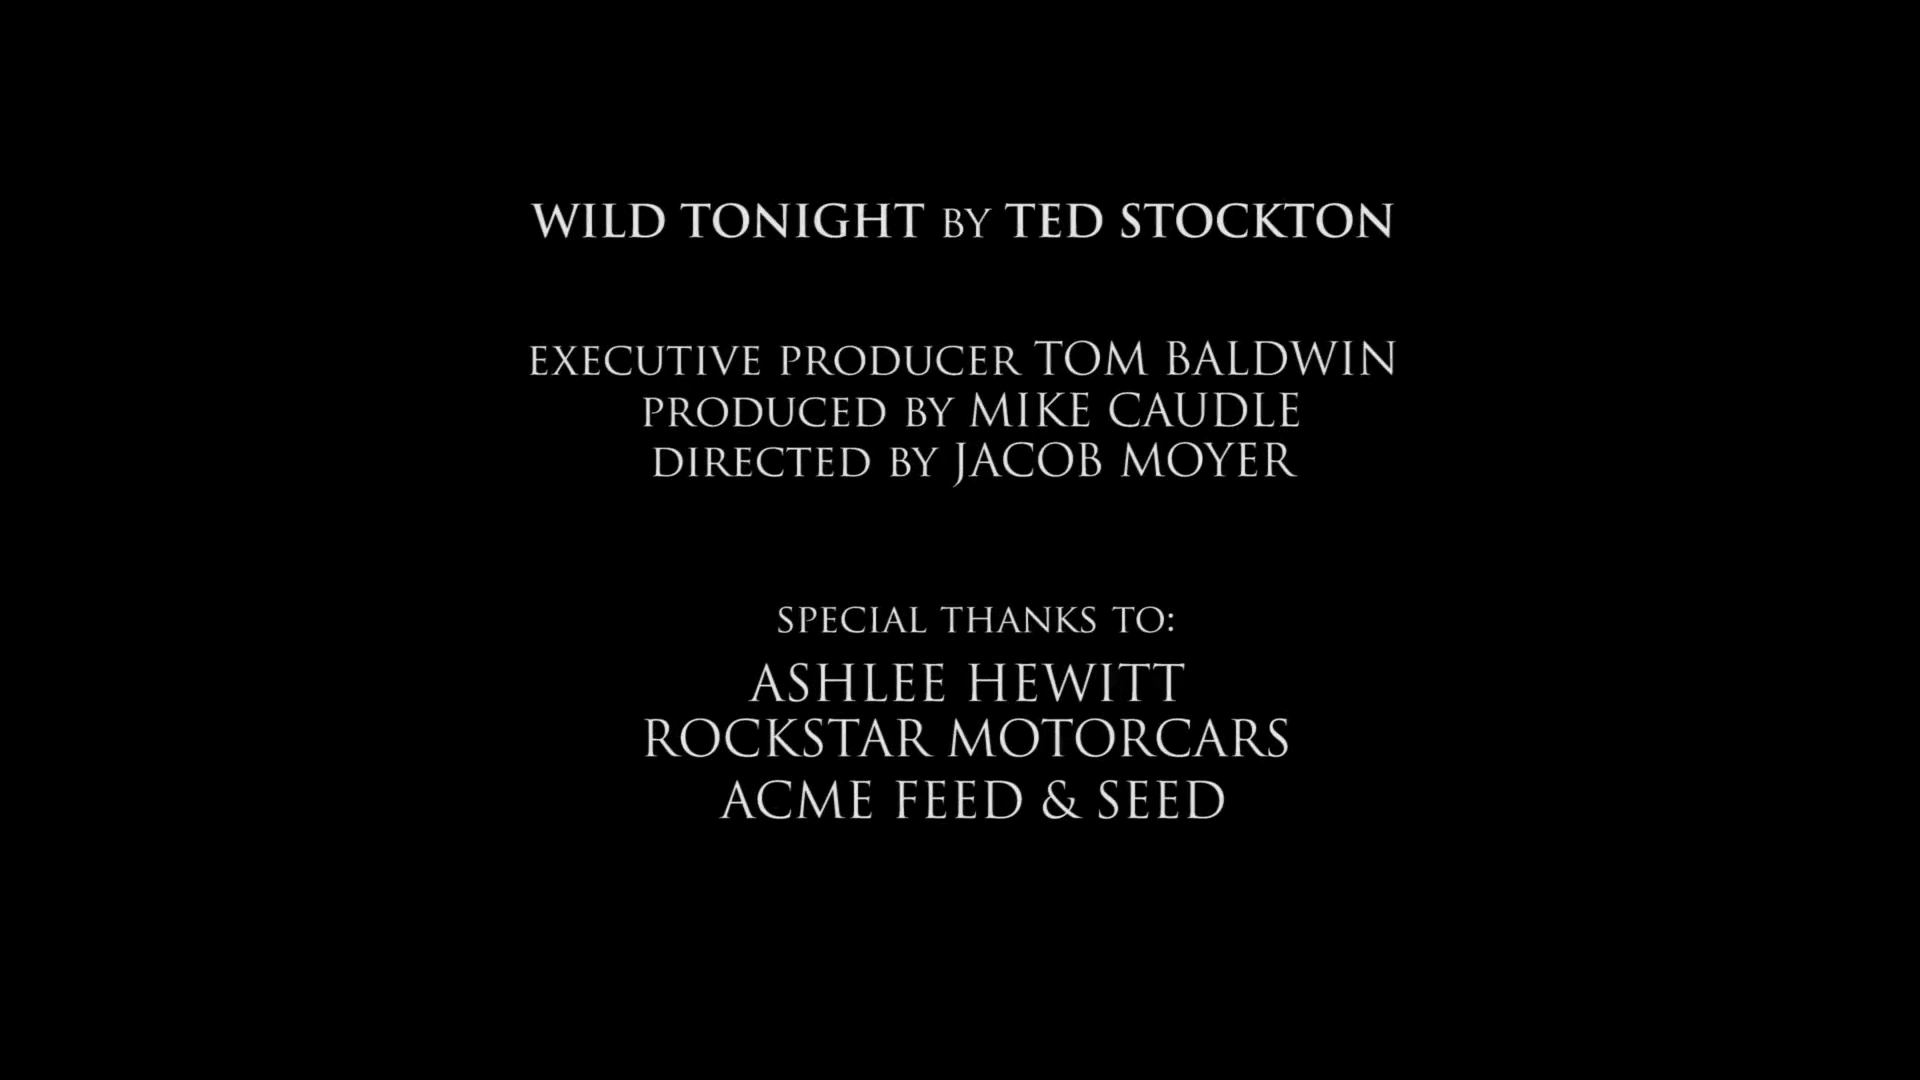 WILD TONIGHT BY TED STOCKTON
EXECUTIVE PRODUCER TOM BALDWIN
PRODUCED BY MIKE CAUDLE
DIRECTED BY JACOB MOYER
SPECIAL THANKS TO:
ASHLEE HEWITT
ROCKSTAR MOTORCARS
ACME FEED & SEED